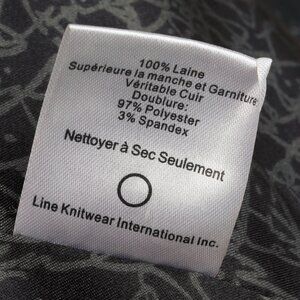 100% Laine
Supérieure la manche et Garniture
Véritable Cuir
Doublure:
97% Polyester
3% Spandex
Nettoyer à Sec Seulement
Line Knitwear International Inc.